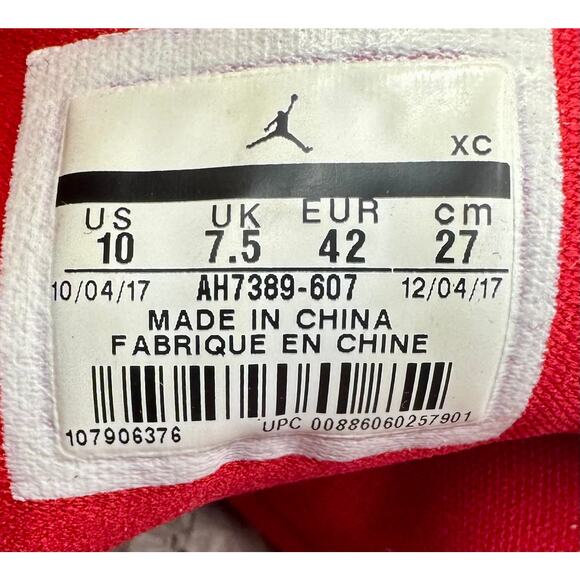 XC
US UK EUR cm
10 7.5 42 27
10/04/17 AH7389-607 12/04/17
MADE IN CHINA
FABRIQUE EN CHINE
107906376 UPC 00886060257901